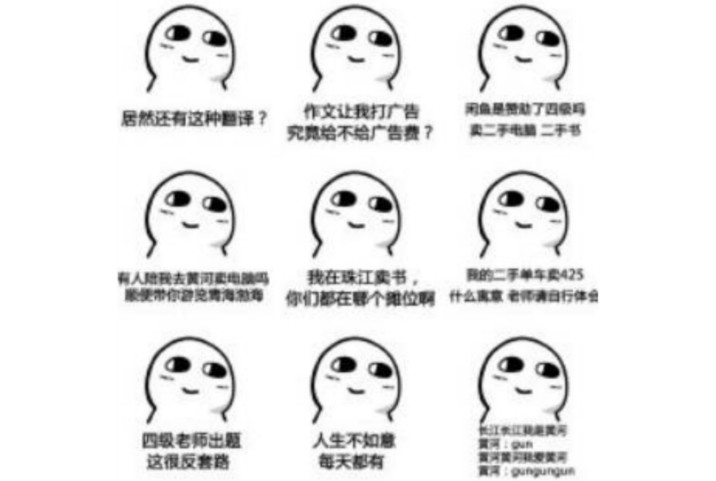 居然还有这种翻译？
作文让我打广告
究竟给不给广告费？
闲鱼是赞助了四级吗
卖二手电脑 二手书
有人陪我去黄河卖电脑吗
顺便带你游览青海渤海
我在珠江卖书，
你们都在哪个摊位啊
我的二手单车卖425
什么寓意 老师请自行体会
四级老师出题
这很反套路
人生不如意
每天都有
长江长江我是黄河
黄河：gun
黄河黄河我爱黄河
黄河：gungungun